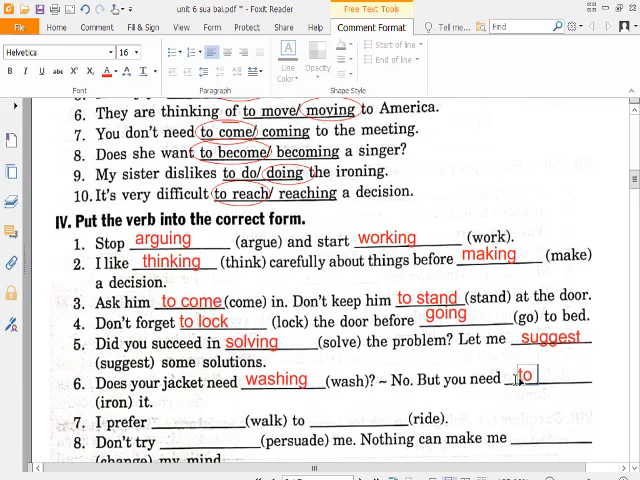 unit 6 sua bai.pdf * - Foxit Reader
Free Text Tools
File Home Comment Fill & Sign View Form Protect Share Help Comment Format Tell me... Find
Helvetica 16 Line Color Opacity Start of line End of line
Font Paragraph Shape Style
6. They are thinking of to move/ moving to America.
7. You don't need to come/ coming to the meeting.
8. Does she want to become/ becoming a singer?
9. My sister dislikes to do/ doing the ironing.
10. It's very difficult to reach/ reaching a decision.
IV. Put the verb into the correct form.
1. Stop arguing (argue) and start working (work).
2. I like thinking (think) carefully about things before making (make)
a decision.
3. Ask him to come (come) in. Don't keep him to stand (stand) at the door.
4. Don't forget to lock (lock) the door before going (go) to bed.
5. Did you succeed in solving (solve) the problem? Let me suggest
(suggest) some solutions.
6. Does your jacket need washing (wash)? ~ No. But you need to
(iron) it.
7. I prefer (walk) to (ride).
8. Don't try (persuade) me. Nothing can make me
(change) my mind.